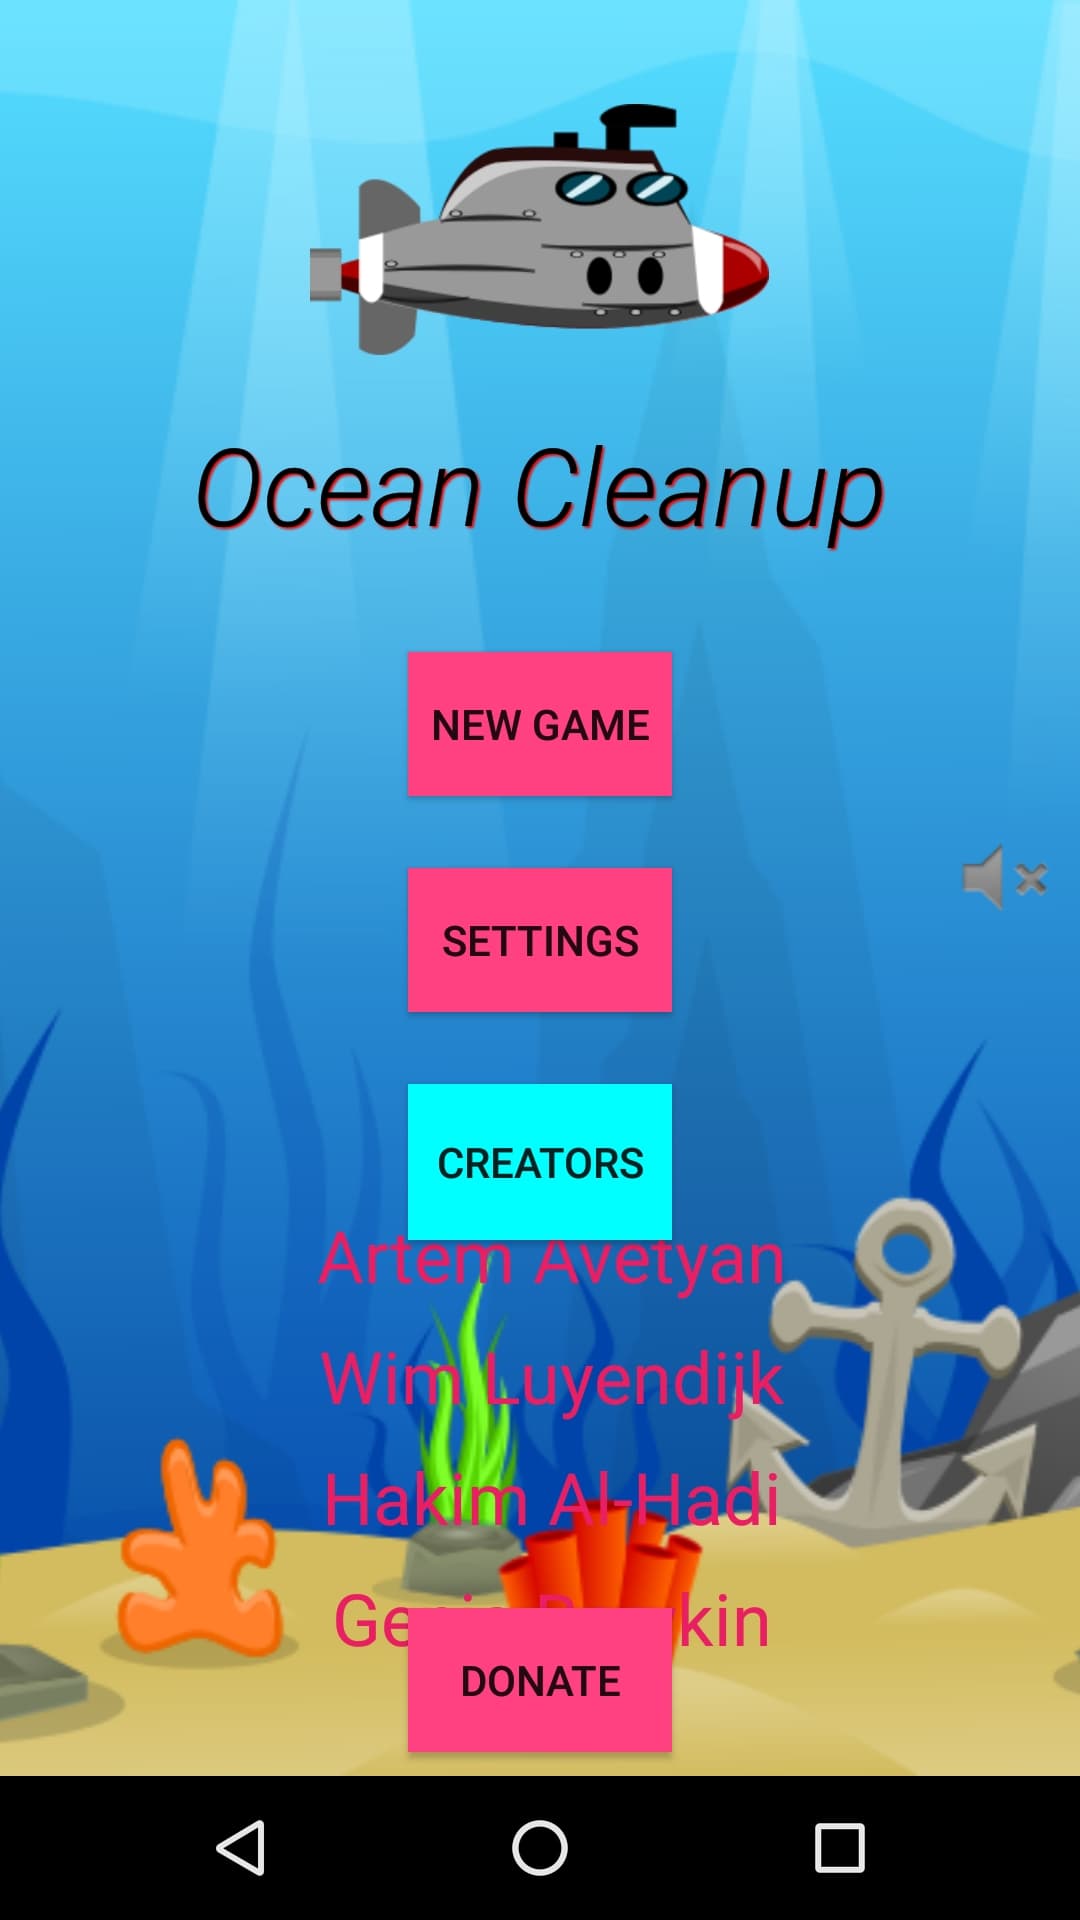 Ocean Cleanup
NEW GAME
SETTINGS
CREATORS
Artem Avetyan
Wim Luyendijk
Hakim Al-Hadi
DONATE